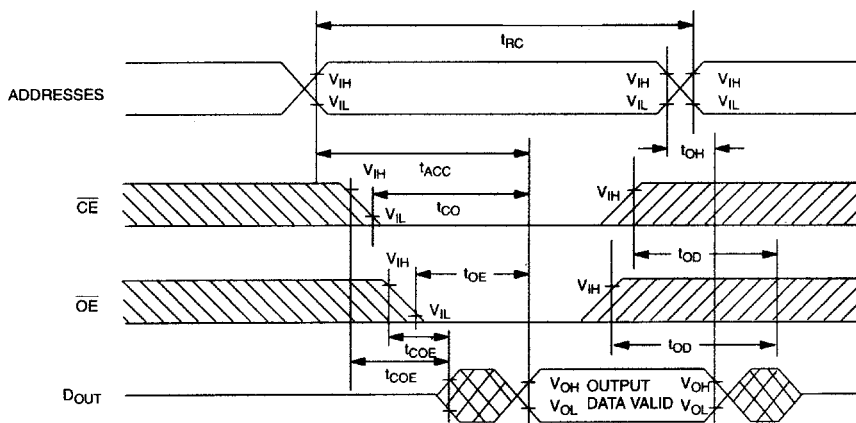 tRC
ADDRESSES
VIH
VIL
VIH
VIL
VIH
VIL
tOH
tACC
CE
VIH
tCO
VIL
VIH
tOD
OE
VIH
tOE
VIL
VIH
tCOE
tOD
tCOE
DOUT
VOH OUTPUT VOH
VOL DATA VALID VOL